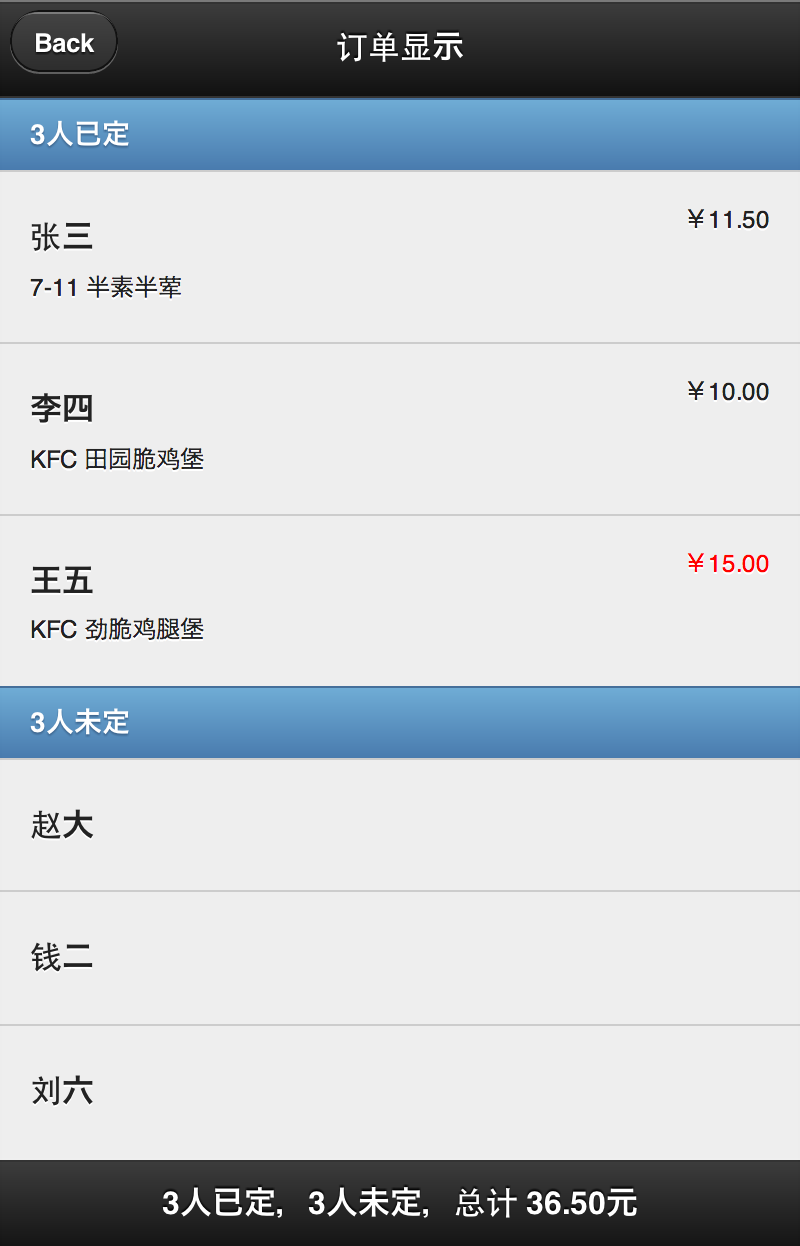 Back
订单显示
3人已定
张三
¥11.50
7-11 半素半荤
李四
¥10.00
KFC 田园脆鸡堡
王五
¥15.00
KFC 劲脆鸡腿堡
3人未定
赵大
钱二
刘六
3人已定, 3人未定, 总计 36.50元